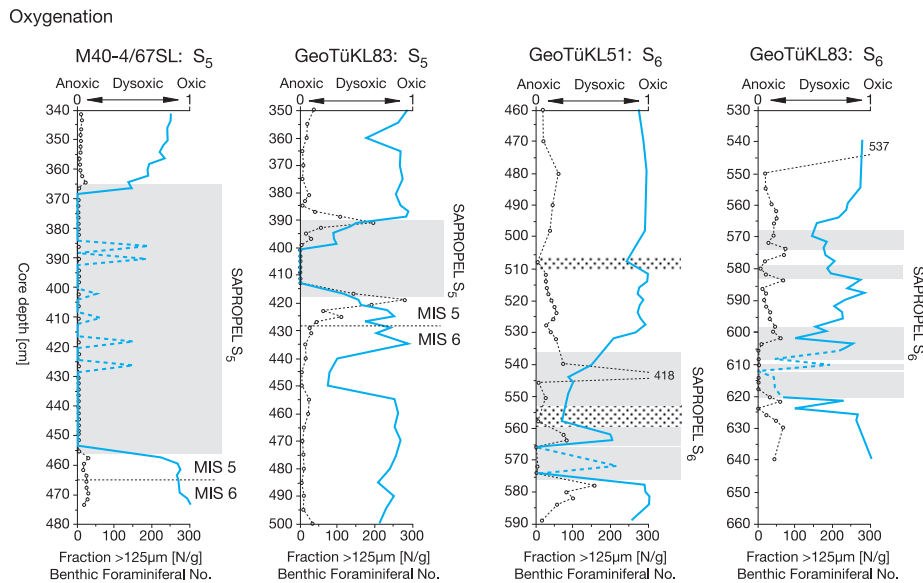 Oxygenation
M40-4/67SL: S5
Anoxic Dysoxic Oxic
0 1
340
350
360
370
380
390
400
410
420
430
440
450
460
470
480
Core depth [cm]
SAPROPEL S5
MIS 5
MIS 6
0 100 200 300
Fraction >125µm [N/g]
Benthic Foraminiferal No.
GeoTüKL83: S5
Anoxic Dysoxic Oxic
0 1
350
360
370
380
390
400
410
420
430
440
450
460
470
480
490
500
SAPROPEL S5
MIS 5
MIS 6
0 100 200 300
Fraction >125µm [N/g]
Benthic Foraminiferal No.
GeoTüKL51: S6
Anoxic Dysoxic Oxic
0 1
460
470
480
490
500
510
520
530
540
550
560
570
580
590
418
SAPROPEL S6
0 100 200 300
Fraction >125µm [N/g]
Benthic Foraminiferal No.
GeoTüKL83: S6
Anoxic Dysoxic Oxic
0 1
530
540
550
560
570
580
590
600
610
620
630
640
650
660
537
SAPROPEL S6
0 100 200 300
Fraction >125µm [N/g]
Benthic Foraminiferal No.